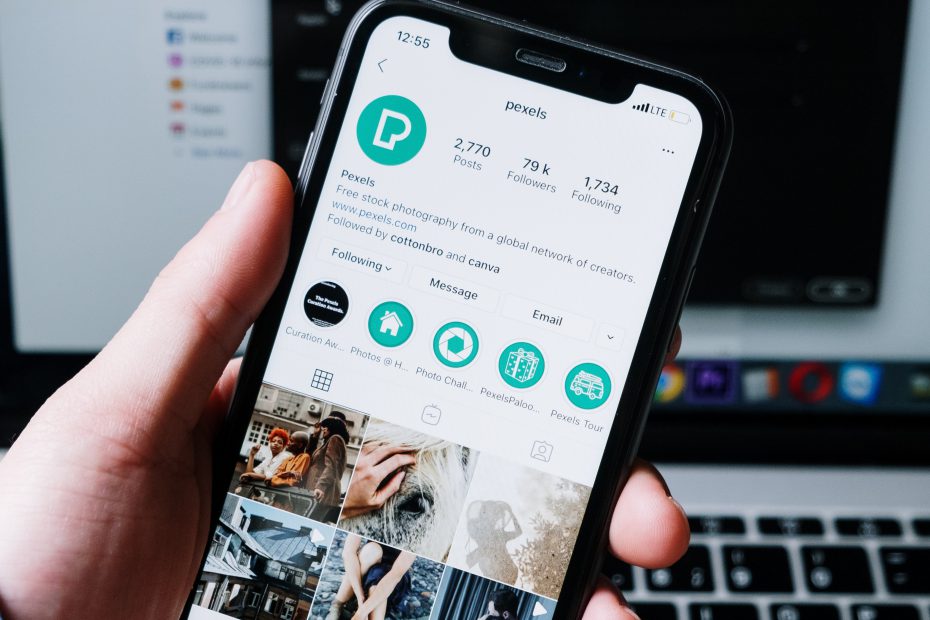 12:55
LTE
pexels
2,770
Posts
79 k
Followers
1,734
Following
Pexels
Free stock photography from a global network of creators.
www.pexels.com
Followed by cottonbro and canva
Following
Message
Email
The Pexels
Curation Awards.
Curation Aw...
Photos @ H...
Photo Chall...
PexelsPaloo...
Pexels Tour
Pr